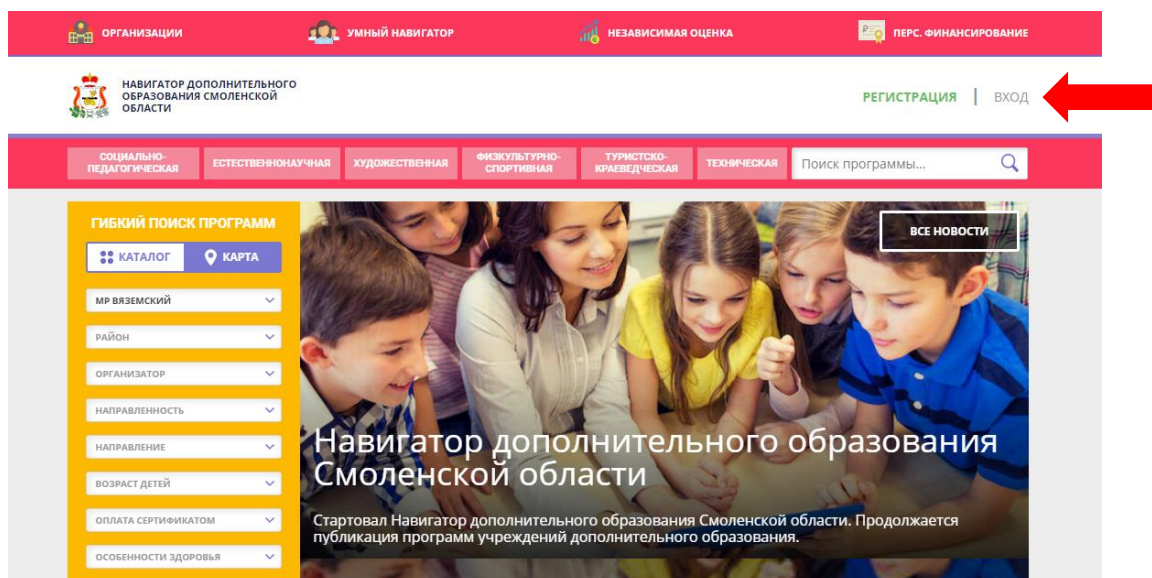 ОРГАНИЗАЦИИ
УМНЫЙ НАВИГАТОР
НЕЗАВИСИМАЯ ОЦЕНКА
ПЕРС. ФИНАНСИРОВАНИЕ
НАВИГАТОР ДОПОЛНИТЕЛЬНОГО
ОБРАЗОВАНИЯ СМОЛЕНСКОЙ
ОБЛАСТИ
РЕГИСТРАЦИЯ | ВХОД
СОЦИАЛЬНО-
ПЕДАГОГИЧЕСКАЯ
ЕСТЕСТВЕННОНАУЧНАЯ
ХУДОЖЕСТВЕННАЯ
ФИЗКУЛЬТУРНО-
СПОРТИВНАЯ
ТУРИСТСКО-
КРАЕВЕДЧЕСКАЯ
ТЕХНИЧЕСКАЯ
Поиск программы...
ГИБКИЙ ПОИСК ПРОГРАММ
КАТАЛОГ
КАРТА
МР ВЯЗЕМСКИЙ
РАЙОН
ОРГАНИЗАТОР
НАПРАВЛЕННОСТЬ
НАПРАВЛЕНИЕ
ВОЗРАСТ ДЕТЕЙ
ОПЛАТА СЕРТИФИКАТОМ
ОСОБЕННОСТИ ЗДОРОВЬЯ
ВСЕ НОВОСТИ
Навигатор дополнительного образования
Смоленской области
Стартовал Навигатор дополнительного образования Смоленской области. Продолжается
публикация программ учреждений дополнительного образования.